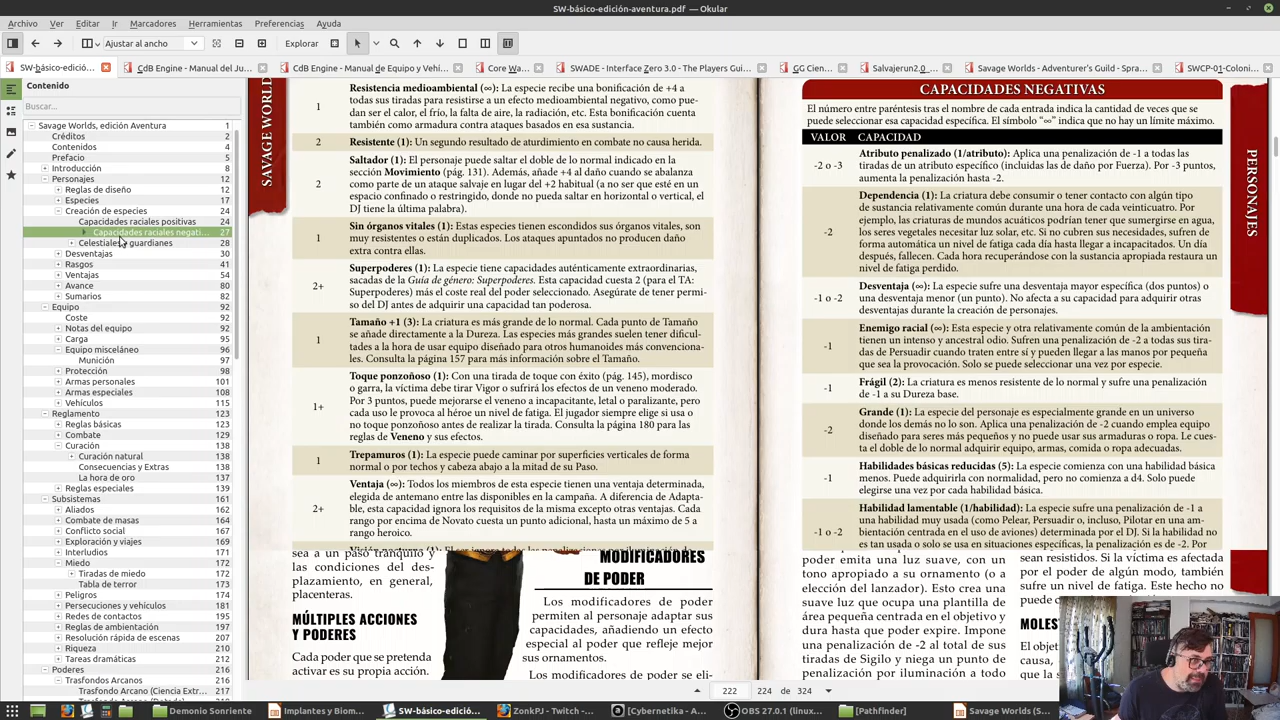 SW-básico-edición-aventura.pdf — Okular
Archivo Ver Editar Ir Marcadores Herramientas Preferencias Ayuda
Ajustar al ancho Explorar
SW-básico-edició... CdB Engine - Manual del Ju... CdB Engine - Manual de Equipo y Vehí... Core Wa... SWADE - Interface Zero 3.0 - The Players Gui... GG Cien... Salvajerun2.0_... Savage Worlds - Adventurer's Guild - Spra... SWCP-01-Coloni...
Contenido
Buscar...
Savage Worlds, edición Aventura 1
Créditos 2
Contenidos 4
Prefacio 5
Introducción 8
Personajes 12
Reglas de diseño 12
Especies 17
Creación de especies 24
Capacidades raciales positivas 24
Capacidades raciales negati... 27
Celestiales y guardianes 28
Desventajas 30
Rasgos 41
Ventajas 54
Avance 80
Sumarios 82
Equipo 92
Coste 92
Notas del equipo 92
Carga 95
Equipo misceláneo 96
Munición 97
Protección 98
Armas personales 101
Armas especiales 108
Vehículos 115
Reglamento 123
Reglas básicas 123
Combate 129
Curación 138
Curación natural 138
Consecuencias y Extras 138
La hora de oro 137
Reglas especiales 139
Subsistemas 161
Aliados 162
Combate de masas 164
Conflicto social 167
Exploración y viajes 169
Interludios 171
Miedo 172
Tiradas de miedo 172
Tabla de terror 173
Peligros 174
Persecuciones y vehículos 181
Redes de contactos 195
Reglas de ambientación 197
Resolución rápida de escenas 207
Riqueza 210
Tareas dramáticas 211
Poderes 216
Trasfondos Arcanos 216
Trasfondo Arcano (Ciencia Extr... 217
SAVAGE WORLD
1 Resistencia medioambiental (∞): La especie recibe una bonificación de +4 a
todas sus tiradas para resistirse a un efecto medioambiental negativo, como pue-
dan ser el calor, el frío, la falta de aire, la radiación, etc. Esta bonificación cuenta
también como armadura contra ataques basados en esa sustancia.
2 Resistente (1): Un segundo resultado de aturdimiento en combate no causa herida.
2 Saltador (1): El personaje puede saltar el doble de lo normal indicado en la
sección Movimiento (pág. 131). Además, añade +4 al daño cuando se abalanza
como parte de un ataque salvaje en lugar del +2 habitual (a no ser que esté en un
espacio confinado o restringido, donde no pueda saltar en horizontal o vertical, el
DJ tiene la última palabra).
1 Sin órganos vitales (1): Estas especies tienen escondidos sus órganos vitales, son
muy resistentes o están duplicados. Los ataques apuntados no producen daño
extra contra ellas.
2+ Superpoderes (1): La especie tiene capacidades auténticamente extraordinarias,
sacadas de la Guía de género: Superpoderes. Esta capacidad cuesta 2 (para el TA:
Superpoderes) más el coste real del poder seleccionado. Asegúrate de tener permi-
so del DJ antes de adquirir una capacidad tan poderosa.
1 Tamaño +1 (3): La criatura es más grande de lo normal. Cada punto de Tamaño
se añade directamente a la Dureza. Las especies más grandes suelen tener dificul-
tades a la hora de usar equipo diseñado para otros humanoides más convenciona-
les. Consulta la página 157 para más información sobre el Tamaño.
1+ Toque ponzoñoso (1): Con una tirada de toque con éxito (pág. 145), mordisco
o garra, la víctima debe tirar Vigor o sufrirá los efectos de un veneno moderado.
Por 3 puntos, puede mejorarse el veneno a incapacitante, letal o paralizante, pero
cada uso le provoca al héroe un nivel de fatiga. El jugador siempre elige si usa o
no toque ponzoñoso antes de realizar la tirada. Consulta la página 180 para las
reglas de Veneno y sus efectos.
1 Trepamuros (1): La especie puede caminar por superficies verticales de forma
normal o por techos y cabeza abajo a la mitad de su Paso.
2+ Ventaja (∞): Todos los miembros de esta especie tienen una ventaja determinada,
elegida de antemano entre las disponibles en la campaña. A diferencia de Adapta-
ble, esta capacidad ignora los requisitos de la misma excepto otras ventajas. Cada
rango por encima de Novato cuesta un punto adicional, hasta un máximo de 5 a
rango heroico.
sea a un paso tranquilo y
las condiciones del des-
plazamiento, en general,
placenteras.
MÚLTIPLES ACCIONES
Y PODERES
Cada poder que se pretenda
activar es su propia acción.
MODIFICADORES
DE PODER
Los modificadores de poder
permiten al personaje adaptar sus
capacidades, añadiendo un efecto
especial al poder que refleje mejor
sus ornamentos.
Los modificadores de poder se eli-
CAPACIDADES NEGATIVAS
El número entre paréntesis tras el nombre de cada entrada indica la cantidad de veces que se
puede seleccionar esa capacidad específica. El símbolo "∞" indica que no hay un límite máximo.
VALOR CAPACIDAD
-2 o -3 Atributo penalizado (1/atributo): Aplica una penalización de -1 a todas las
tiradas de un atributo específico (incluidas las de daño por Fuerza). Por -3 puntos,
aumenta la penalización hasta -2.
-2 Dependencia (1): La criatura debe consumir o tener contacto con algún tipo
de sustancia relativamente común durante una hora de cada veinticuatro. Por
ejemplo, las criaturas de mundos acuáticos podrían tener que sumergirse en agua,
los seres vegetales necesitar luz solar, etc. Si no cubren sus necesidades, sufren de
forma automática un nivel de fatiga cada día hasta llegar a incapacitados. Un día
después, fallecen. Cada hora recuperándose con la sustancia apropiada restaura un
nivel de fatiga perdido.
-1 o -2 Desventaja (∞): La especie sufre una desventaja mayor específica (dos puntos) o
una desventaja menor (un punto). No afecta a su capacidad para adquirir otras
desventajas durante la creación de personajes.
-1 Enemigo racial (∞): Esta especie y otra relativamente común de la ambientación
tienen un intenso y ancestral odio. Sufren una penalización de -2 a todas sus tira-
das de Persuadir cuando traten entre sí y pueden llegar a las manos por pequeña
que sea la provocación. Solo se puede seleccionar una vez por especie.
-1 Frágil (2): La criatura es menos resistente de lo normal y sufre una penalización
de -1 a su Dureza base.
-2 Grande (1): La especie del personaje es especialmente grande en un universo
donde los demás no lo son. Aplica una penalización de -2 cuando emplea equipo
diseñado para seres más pequeños y no puede usar sus armaduras o ropa. Le cues-
ta el doble de lo normal adquirir equipo, armas, comida o ropa adecuadas.
-1 Habilidades básicas reducidas (5): La especie comienza con una habilidad básica
menos. Puede adquirirla con normalidad, pero no comienza a d4. Solo puede
elegirse una vez por cada habilidad básica.
-1 o -2 Habilidad lamentable (1/habilidad): La especie sufre una penalización de -1 a
una habilidad muy usada (como Pelear, Persuadir o, incluso, Pilotar en una am-
bientación centrada en el uso de aviones) determinada por el DJ. Si la habilidad no
es tan usada o solo se usa en situaciones específicas, la penalización es de -2. Por
PERSONAJES
poder emita una luz suave, con un
tono apropiado a su ornamento (o a
elección del lanzador). Esto crea una
suave luz que ocupa una plantilla de
área pequeña centrada en el objetivo y
dura hasta que poder expire. Impone
una penalización de -2 al total de sus
tiradas de Sigilo y niega un punto de
penalización por iluminación a todo
sean resistidos. Si la víctima es afectada
por el poder de algún modo, también
sufre un nivel de fatiga. Este hecho no
puede
MOLES
El objet
causa,
que la
222 224 de 324
Demonio Sonriente Implantes y Biom... SW-básico-edició... ZonkPJ - Twitch -... [Cybernetika - A... OBS 27.0.1 (linux... [Pathfinder] Savage Worlds (S...